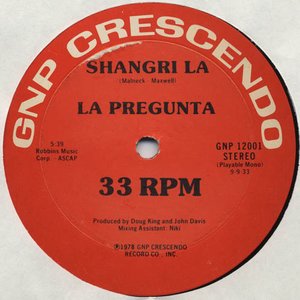 GNP CRESCENDO
SHANGRI LA
(Malneck - Maxwell)
LA PREGUNTA
5:39
Robbins Music
Corp. - ASCAP
GNP 12001
STEREO
(Playable Mono)
9-9-33
33 RPM
Produced by Doug King and John Davis
Mixing Assistant: Niki
℗1978 GNP CRESCENDO
RECORD CO., INC.